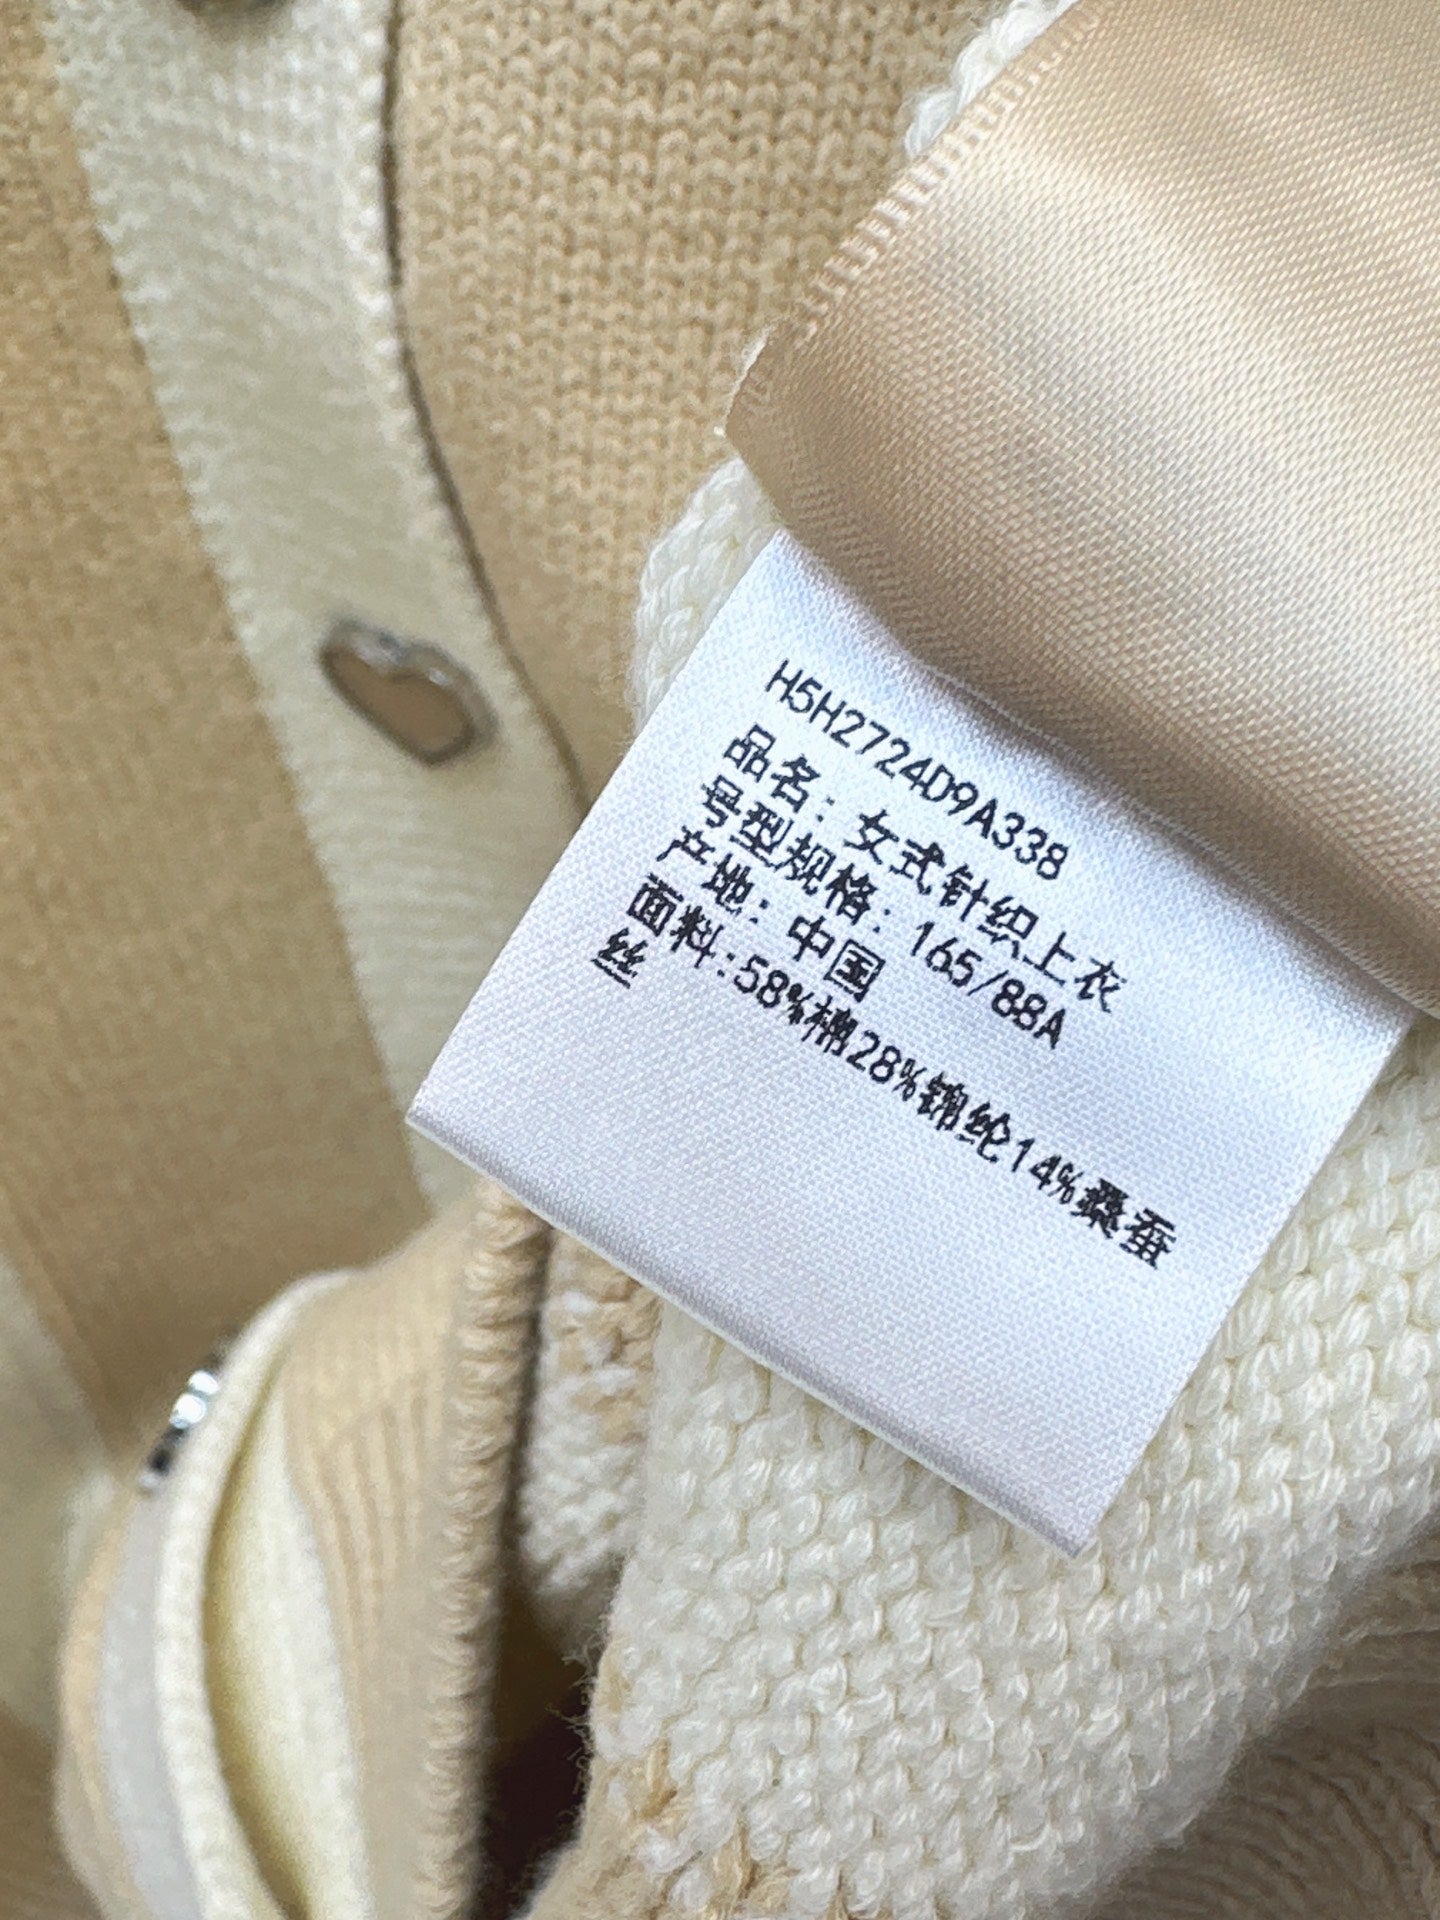 H5H2724D9A338
品名: 女式针织上衣
号型规格: 165/88A
产地: 中国
面料:58%棉28%锦纶14%桑蚕
丝